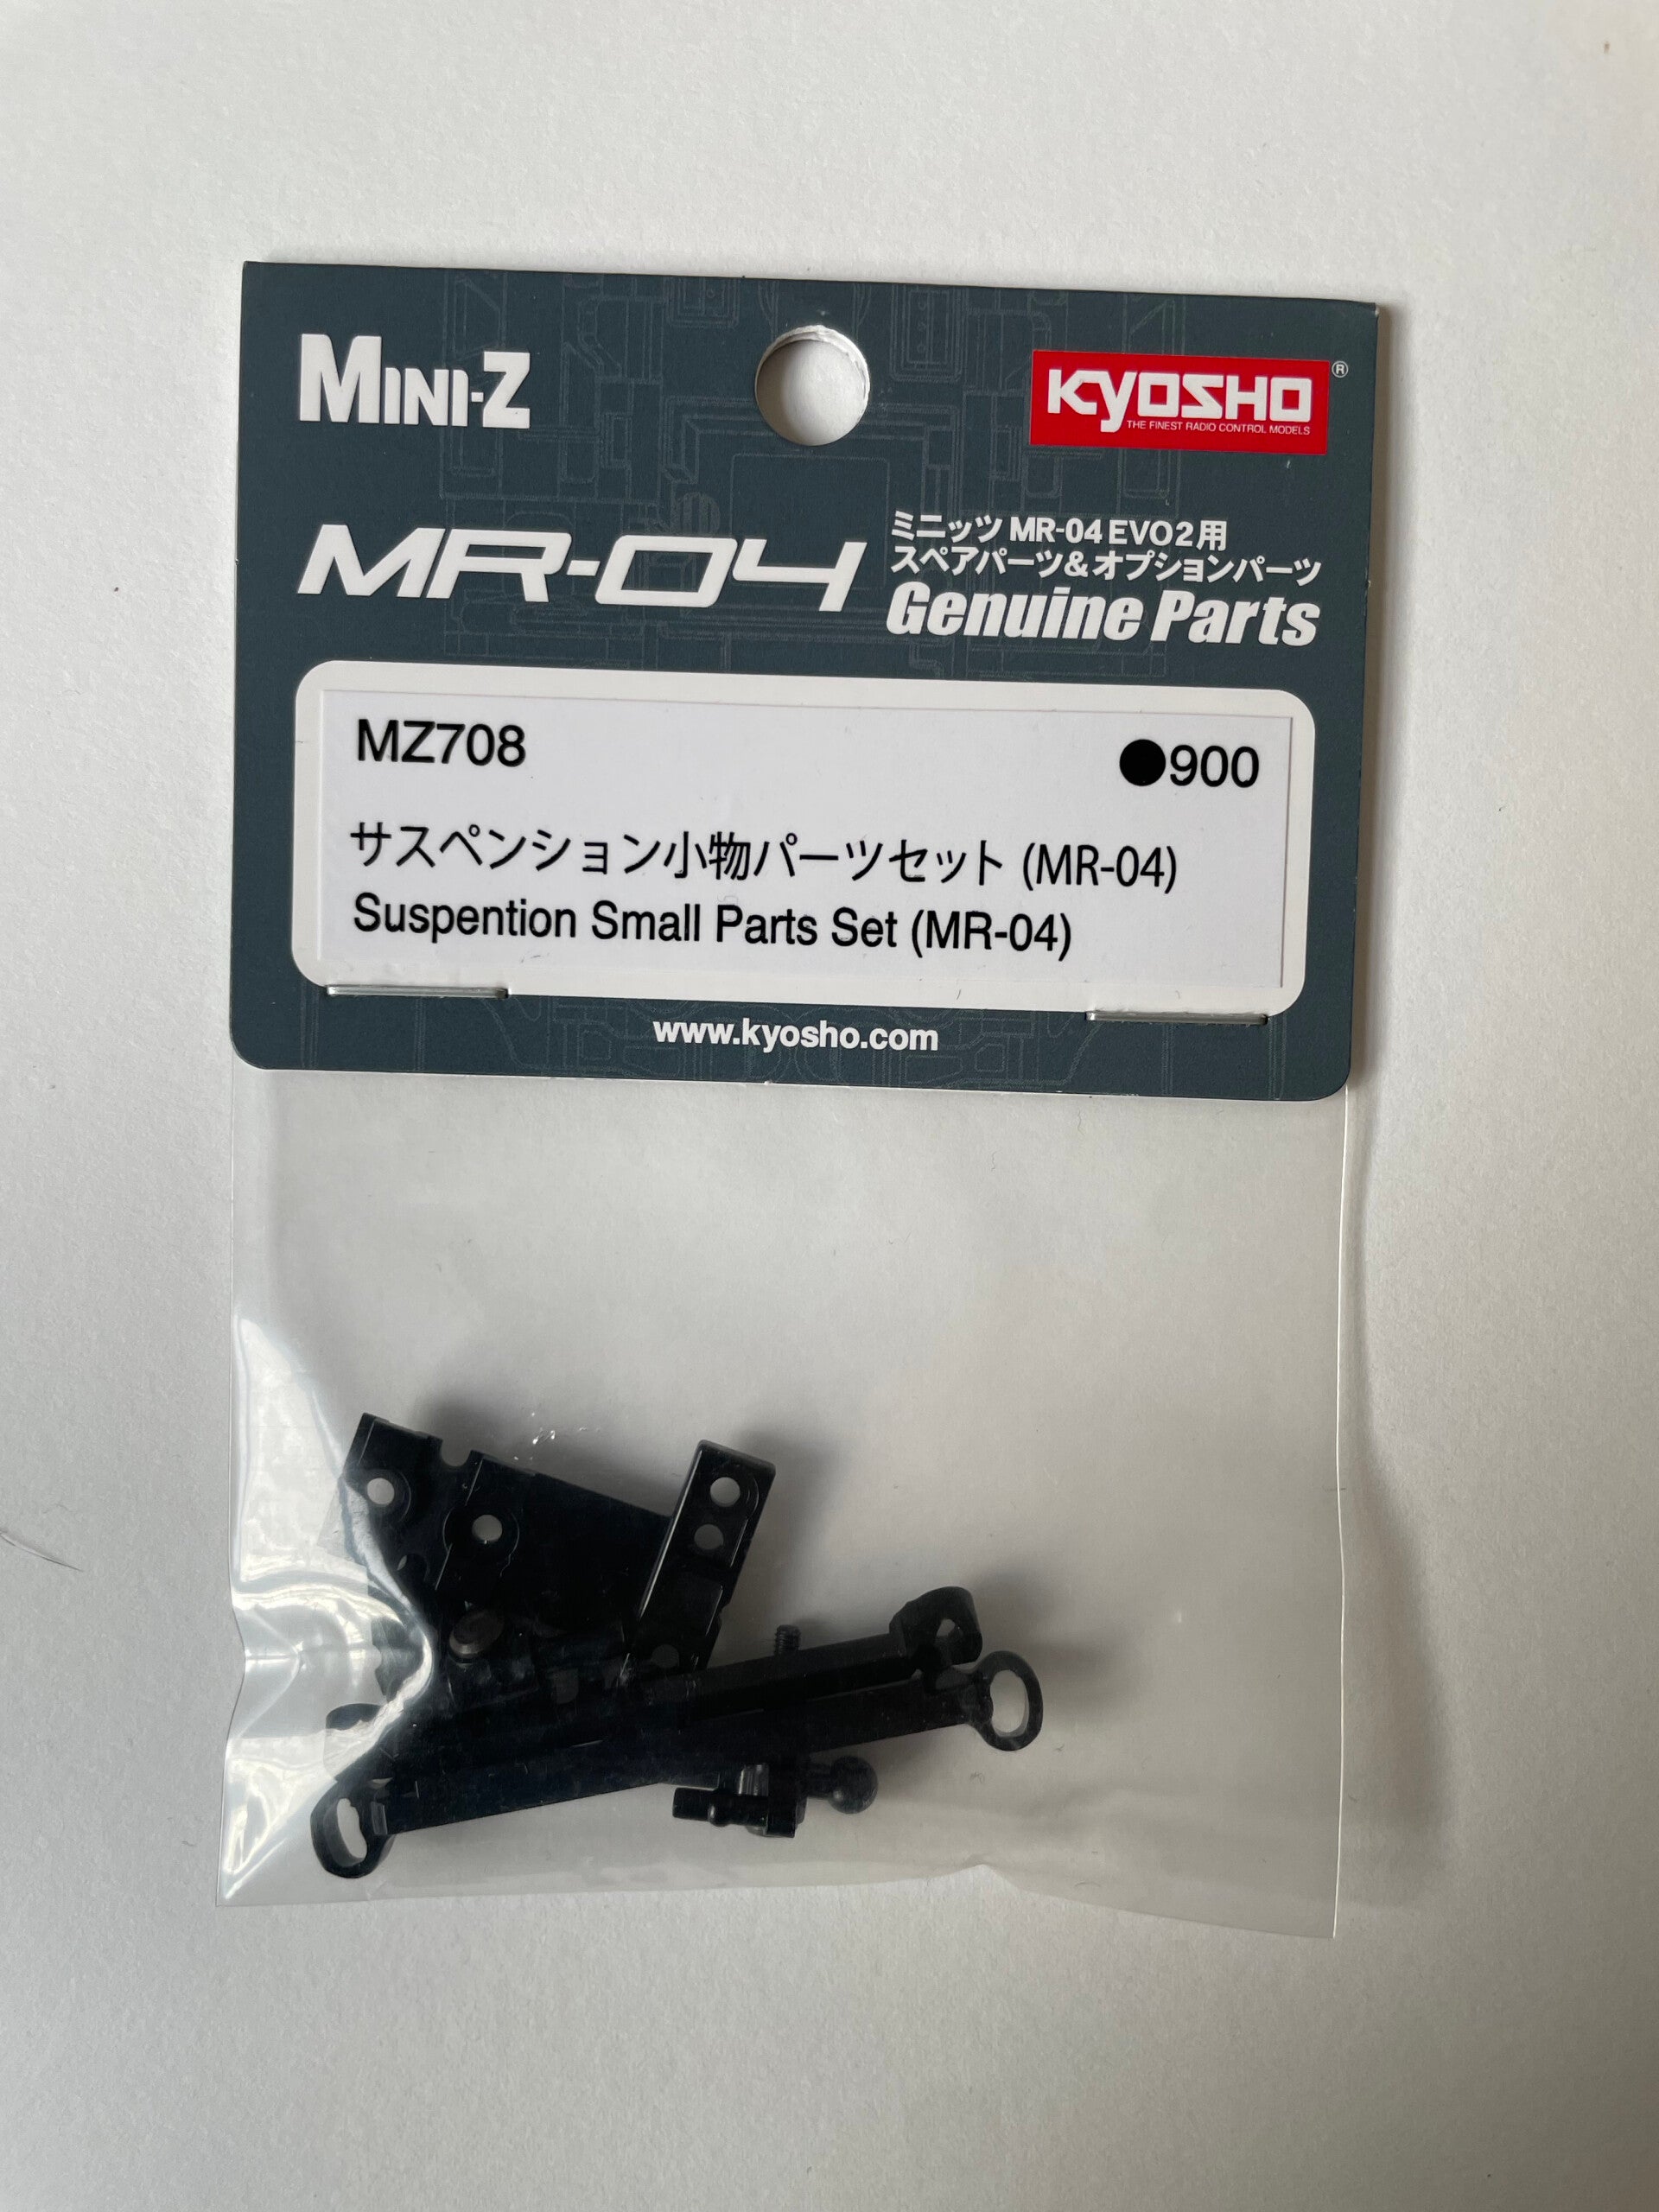 MINI-Z
KYOSHO®
THE FINEST RADIO CONTROL MODELS
MR-04
ミニッツ MR-04 EVO2用
スペアパーツ&オプションパーツ
Genuine Parts
MZ708
●900
サスペンション小物パーツセット (MR-04)
Suspention Small Parts Set (MR-04)
www.kyosho.com